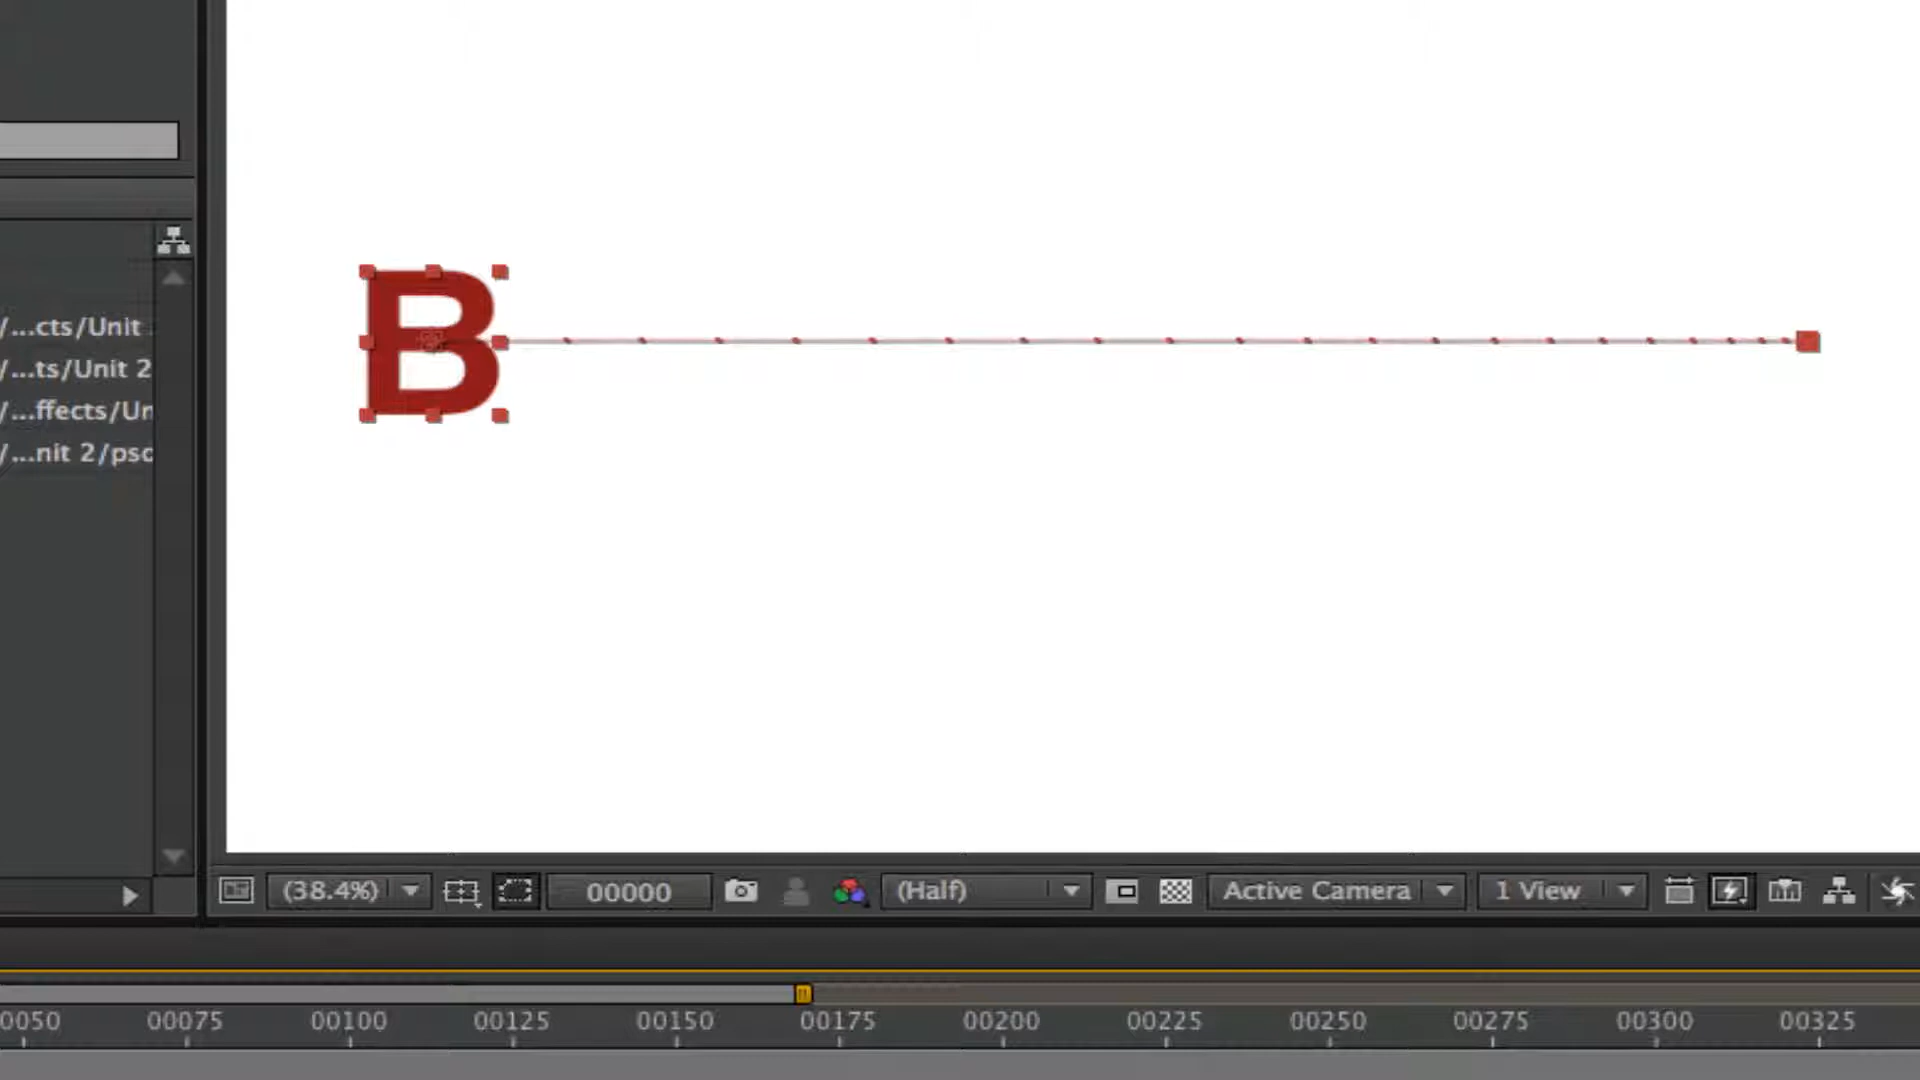 B
/...cts/Unit
/...ts/Unit 2
/...ffects/Un
/...nit 2/psc
(38.4%) 00000 (Half) Active Camera 1 View
0050 00075 00100 00125 00150 00175 00200 00225 00250 00275 00300 00325